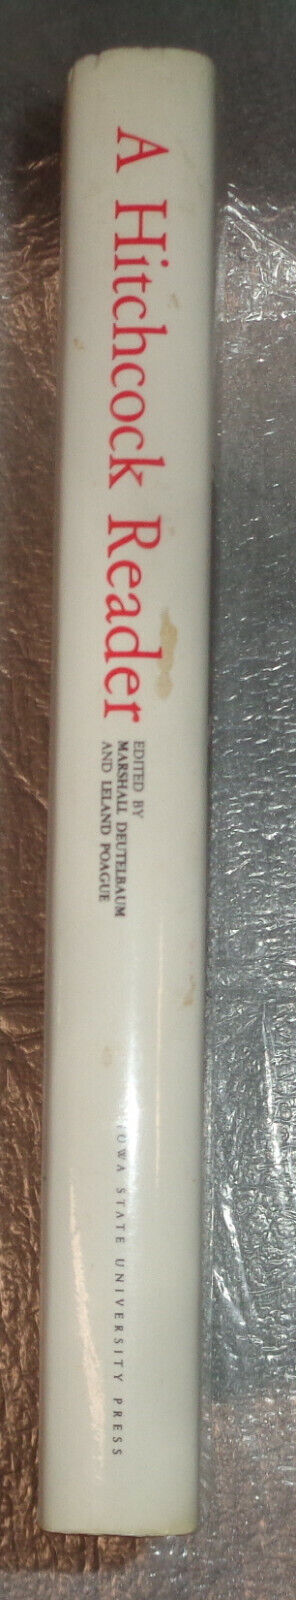 A Hitchcock Reader
EDITED BY
MARSHALL DEUTELBAUM
AND LELAND POAGUE
IOWA STATE UNIVERSITY PRESS